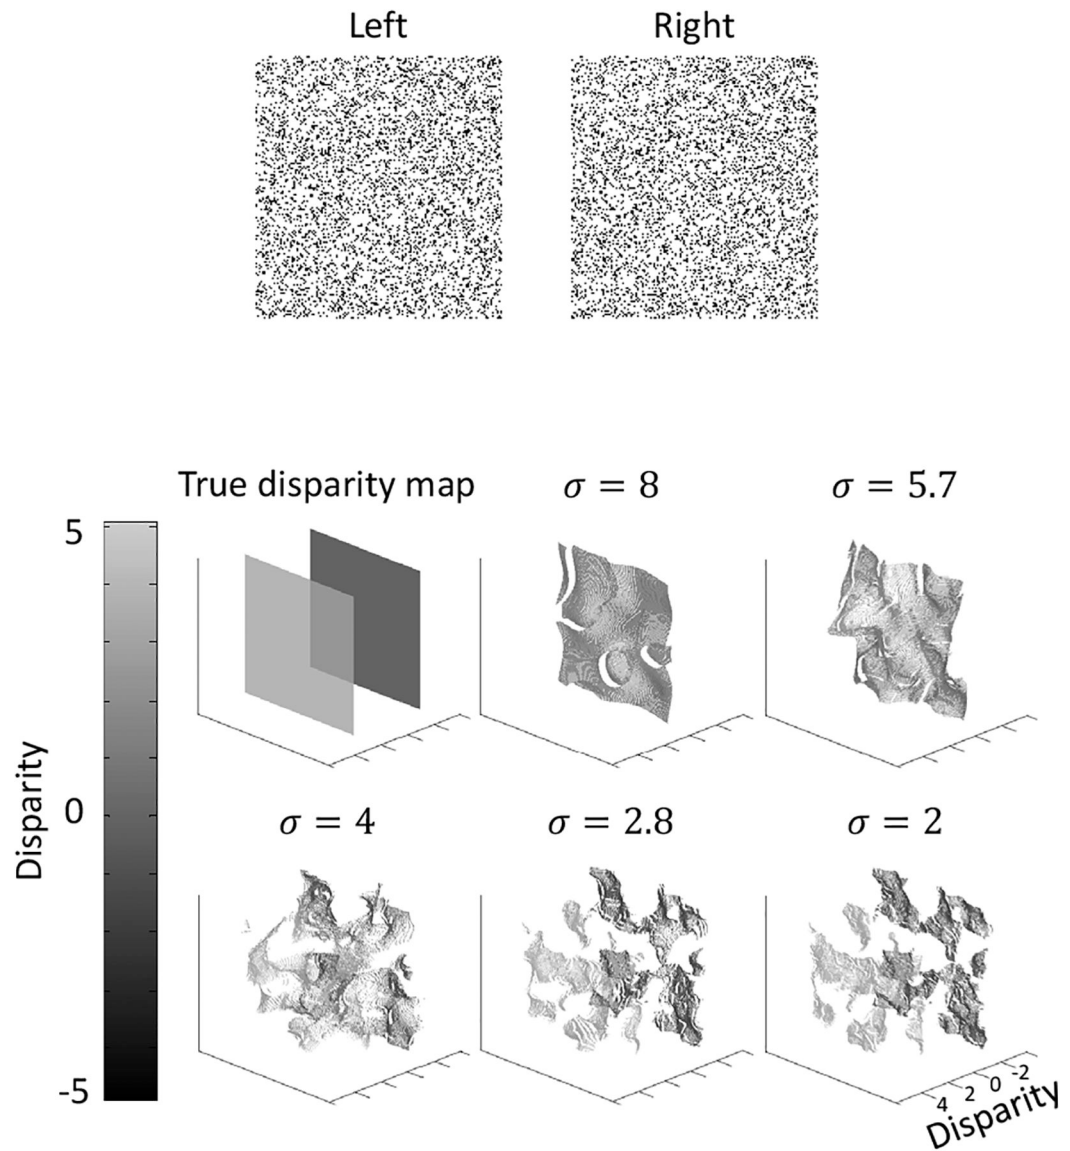 Left
Right
True disparity map
σ = 8
σ = 5.7
5
0
-5
Disparity
σ = 4
σ = 2.8
σ = 2
4 2 0 -2
Disparity